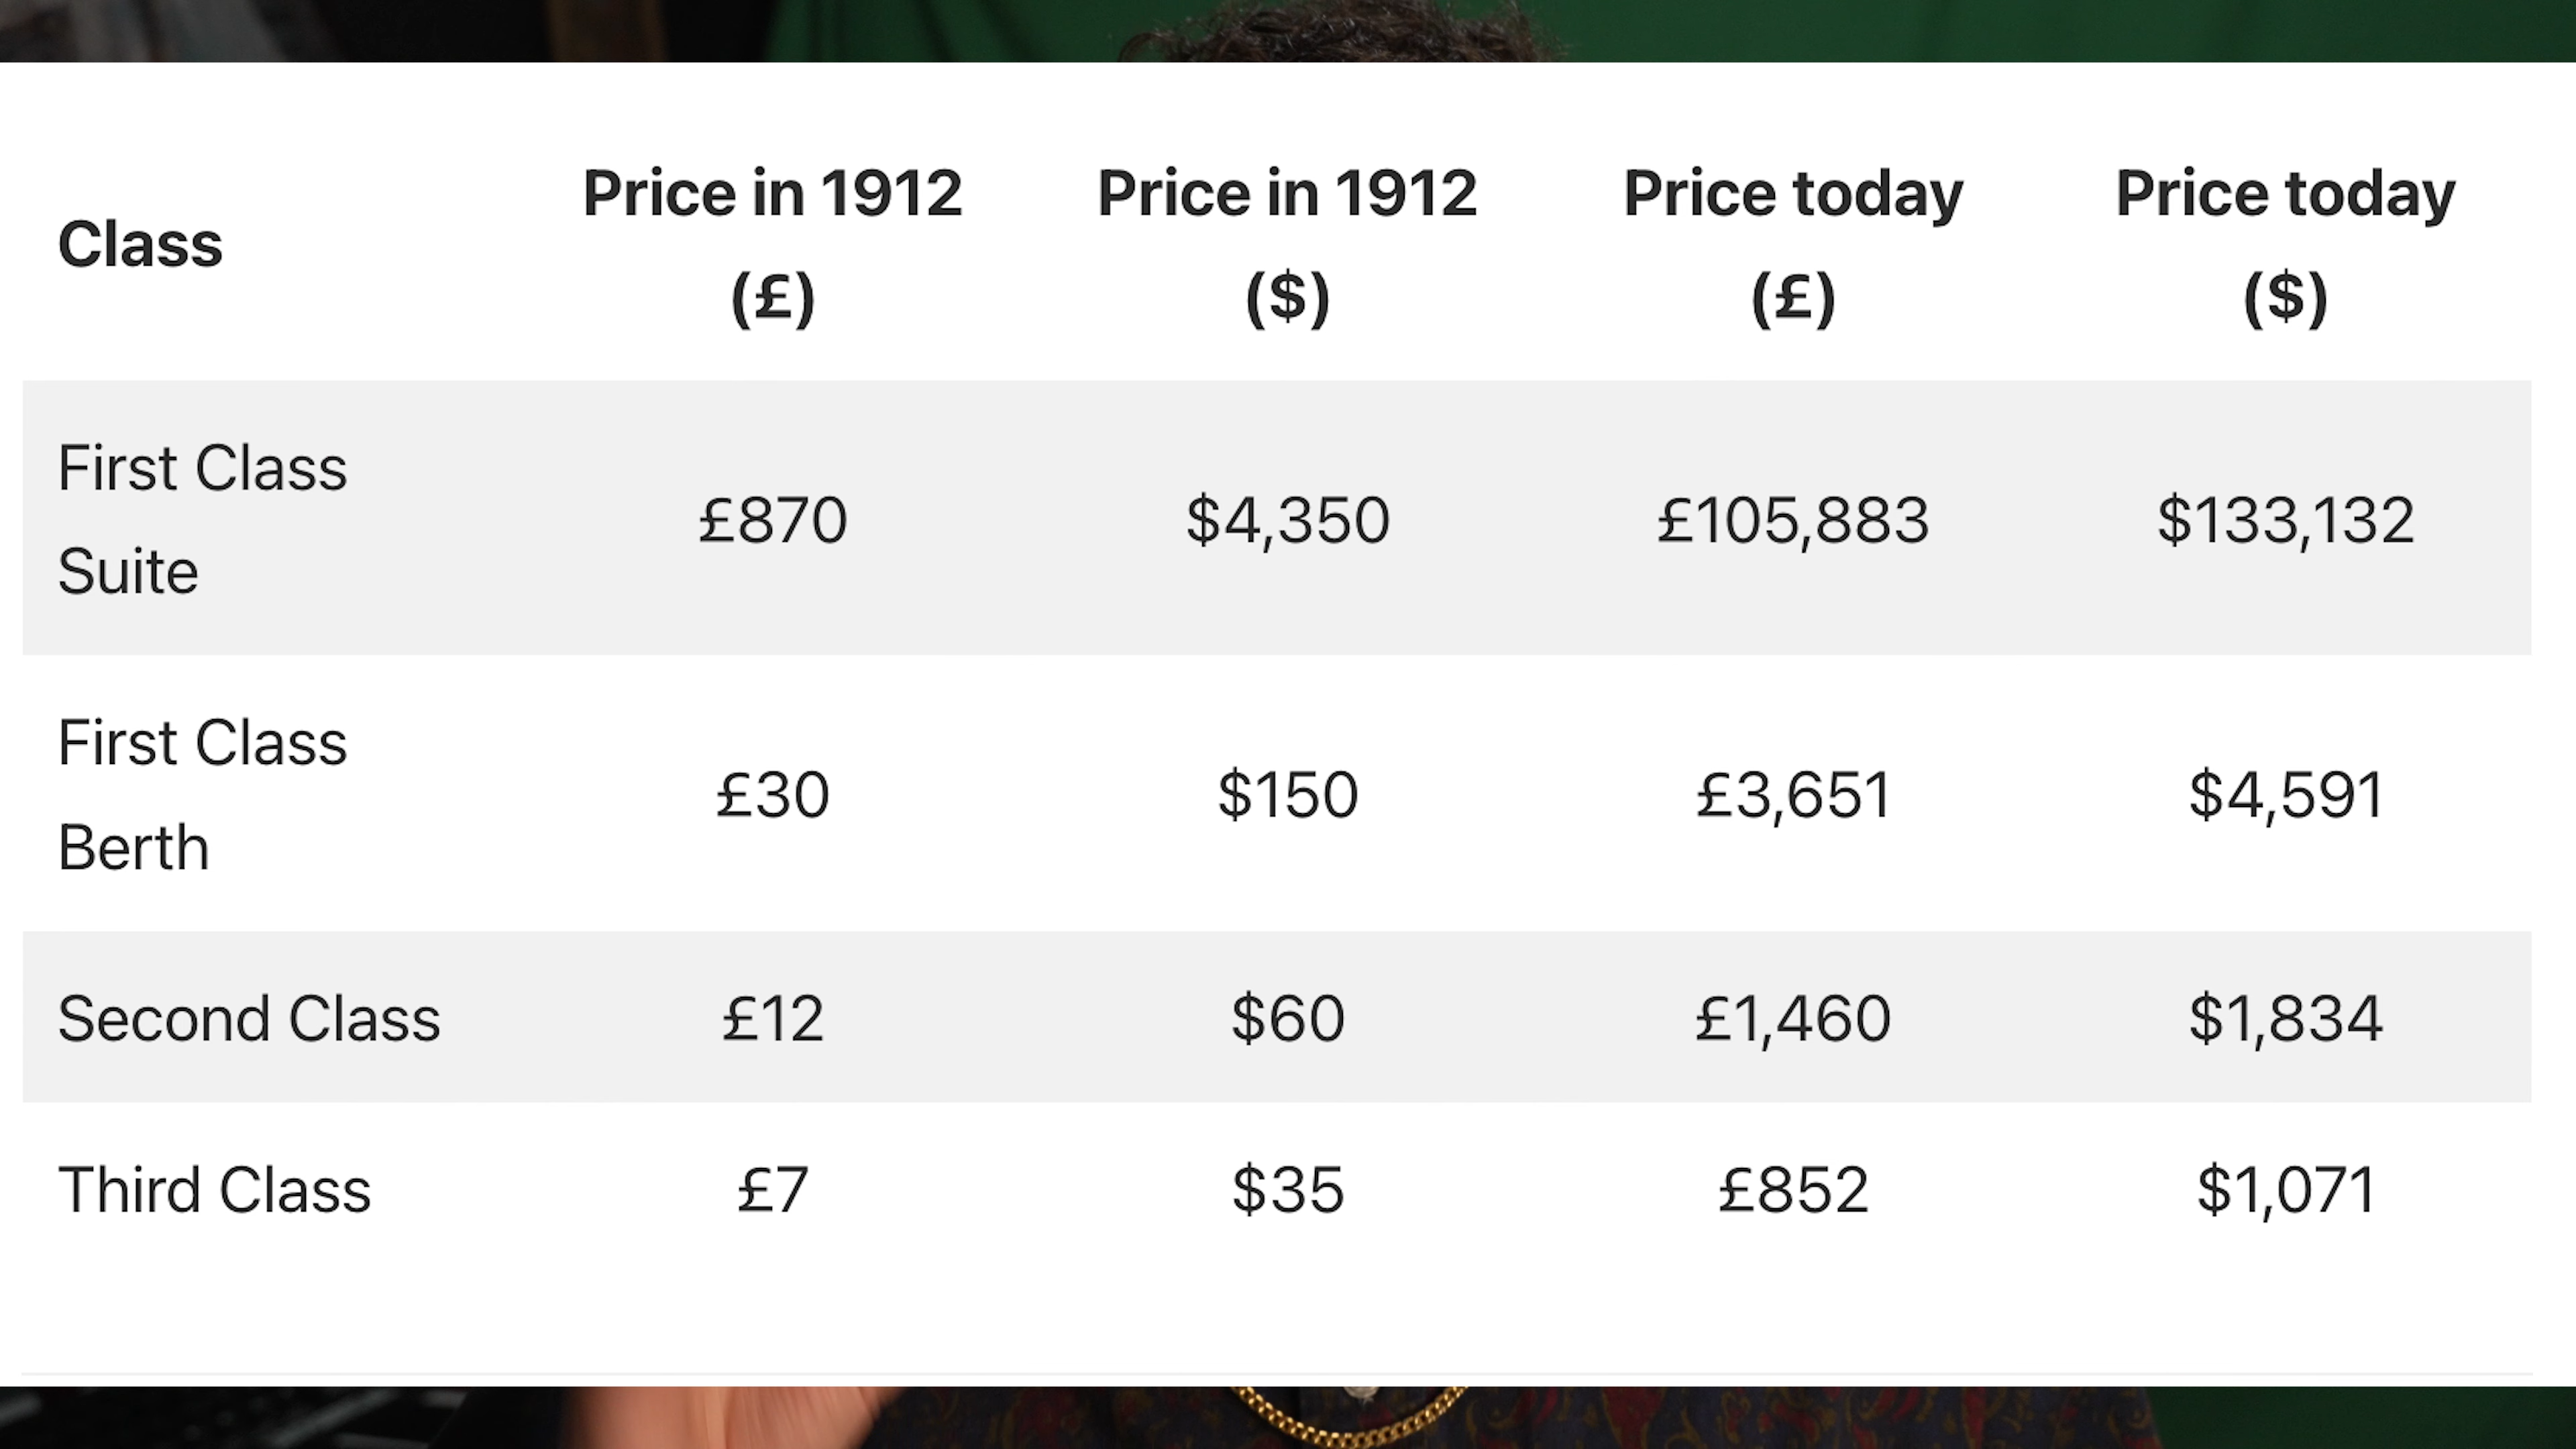 Class Price in 1912 (£) Price in 1912 ($) Price today (£) Price today ($)
First Class Suite £870 $4,350 £105,883 $133,132
First Class Berth £30 $150 £3,651 $4,591
Second Class £12 $60 £1,460 $1,834
Third Class £7 $35 £852 $1,071